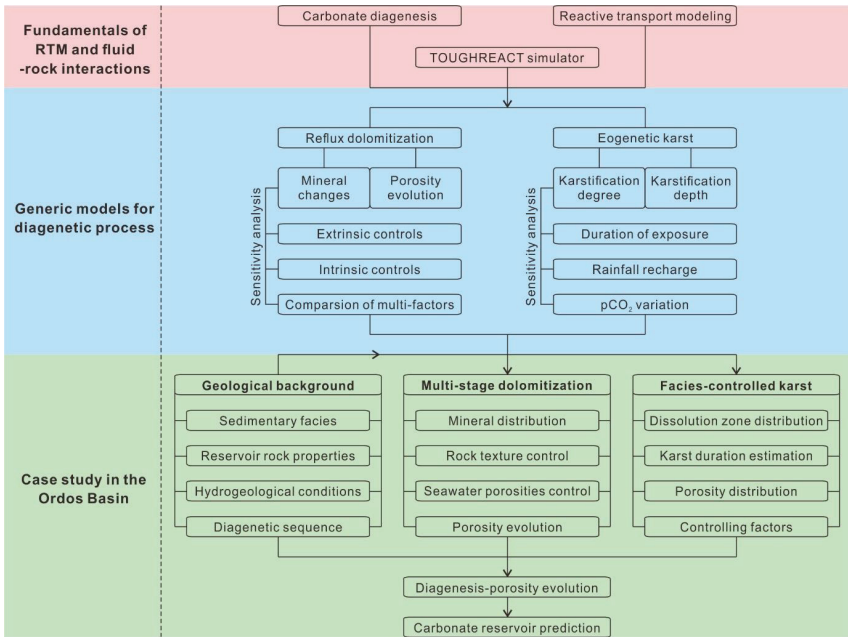 Fundamentals of
RTM and fluid
-rock interactions
Carbonate diagenesis
Reactive transport modeling
TOUGHREACT simulator
Generic models for
diagenetic process
Reflux dolomitization
Eogenetic karst
Sensitivity analysis
Mineral
changes
Porosity
evolution
Extrinsic controls
Intrinsic controls
Comparsion of multi-factors
Sensitivity analysis
Karstification
degree
Karstification
depth
Duration of exposure
Rainfall recharge
pCO₂ variation
Case study in the
Ordos Basin
Geological background
Sedimentary facies
Reservoir rock properties
Hydrogeological conditions
Diagenetic sequence
Multi-stage dolomitization
Mineral distribution
Rock texture control
Seawater porosities control
Porosity evolution
Facies-controlled karst
Dissolution zone distribution
Karst duration estimation
Porosity distribution
Controlling factors
Diagenesis-porosity evolution
Carbonate reservoir prediction